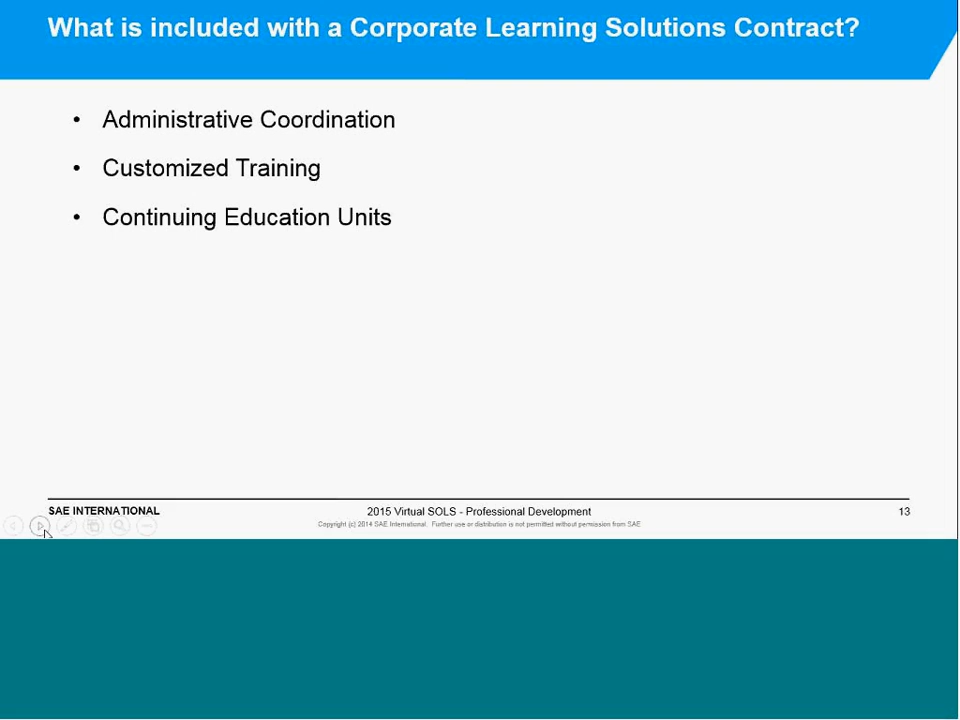 What is included with a Corporate Learning Solutions Contract?
• Administrative Coordination
• Customized Training
• Continuing Education Units
SAE INTERNATIONAL
2015 Virtual SOLS - Professional Development
13
Copyright (c) 2014 SAE International. Further use or distribution is not permitted without permission from SAE